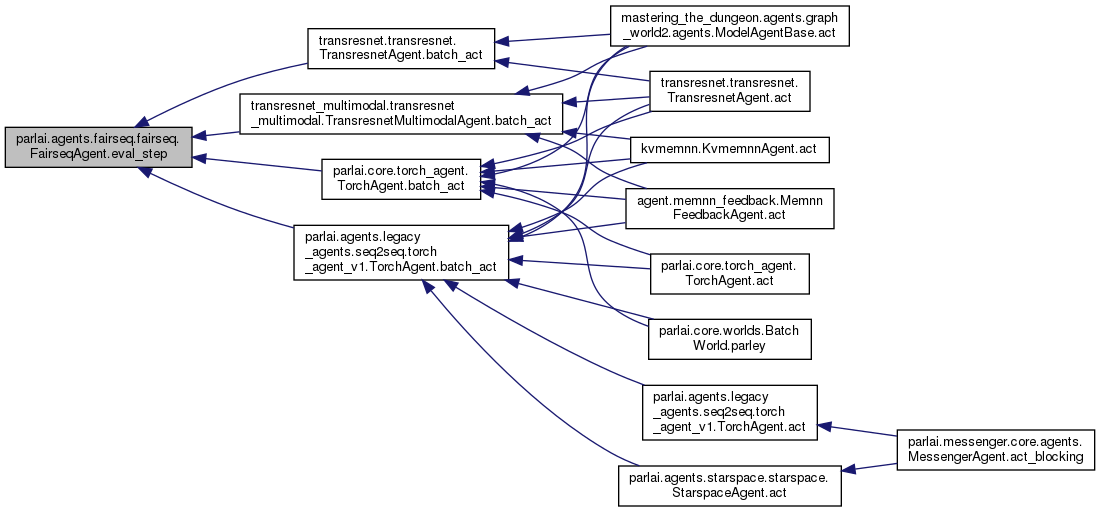 parlai.agents.fairseq.fairseq.
FairseqAgent.eval_step
transresnet.transresnet.
TransresnetAgent.batch_act
transresnet_multimodal.transresnet
_multimodal.TransresnetMultimodalAgent.batch_act
parlai.core.torch_agent.
TorchAgent.batch_act
parlai.agents.legacy
_agents.seq2seq.torch
_agent_v1.TorchAgent.batch_act
mastering_the_dungeon.agents.graph
_world2.agents.ModelAgentBase.act
transresnet.transresnet.
TransresnetAgent.act
kvmemnn.KvmemnnAgent.act
agent.memnn_feedback.Memnn
FeedbackAgent.act
parlai.core.torch_agent.
TorchAgent.act
parlai.core.worlds.Batch
World.parley
parlai.agents.legacy
_agents.seq2seq.torch
_agent_v1.TorchAgent.act
parlai.agents.starspace.starspace.
StarspaceAgent.act
parlai.messenger.core.agents.
MessengerAgent.act_blocking